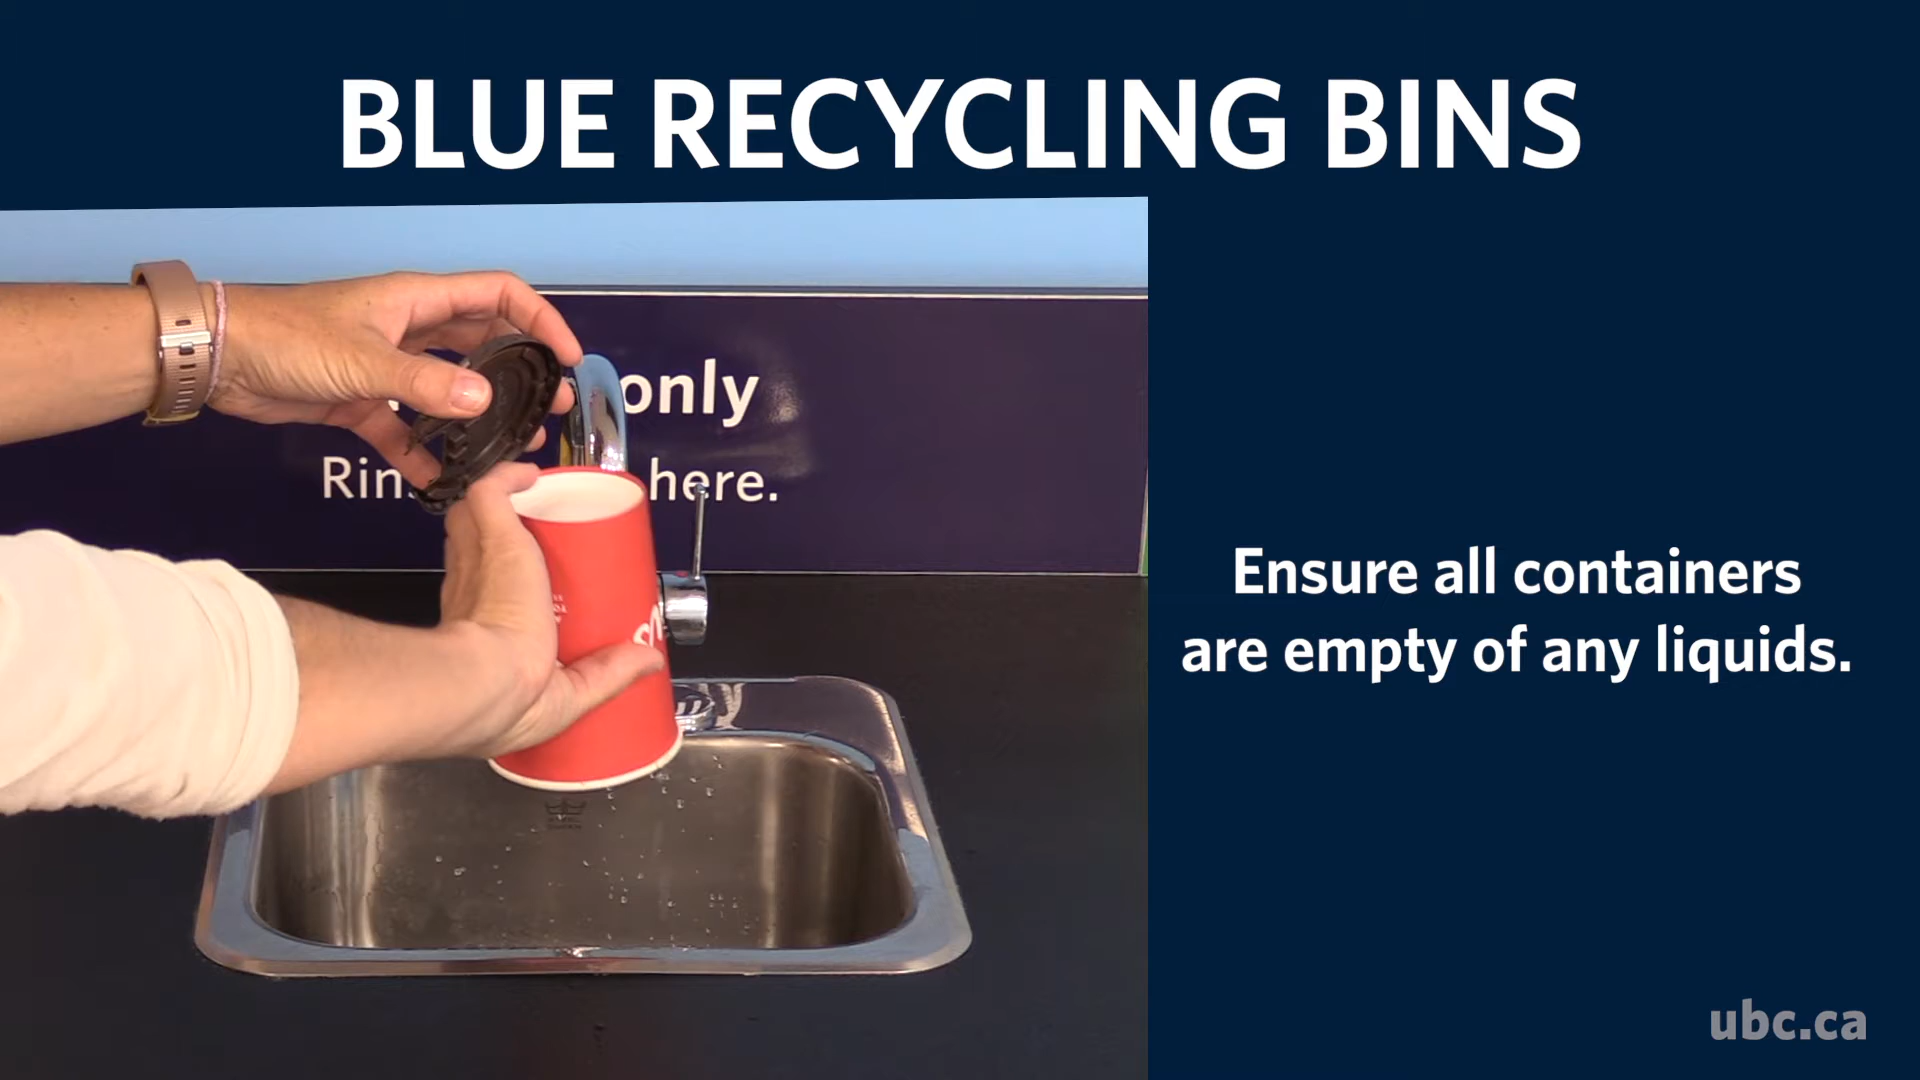 BLUE RECYCLING BINS
only
Rin
here.
Ensure all containers
are empty of any liquids.
ubc.ca